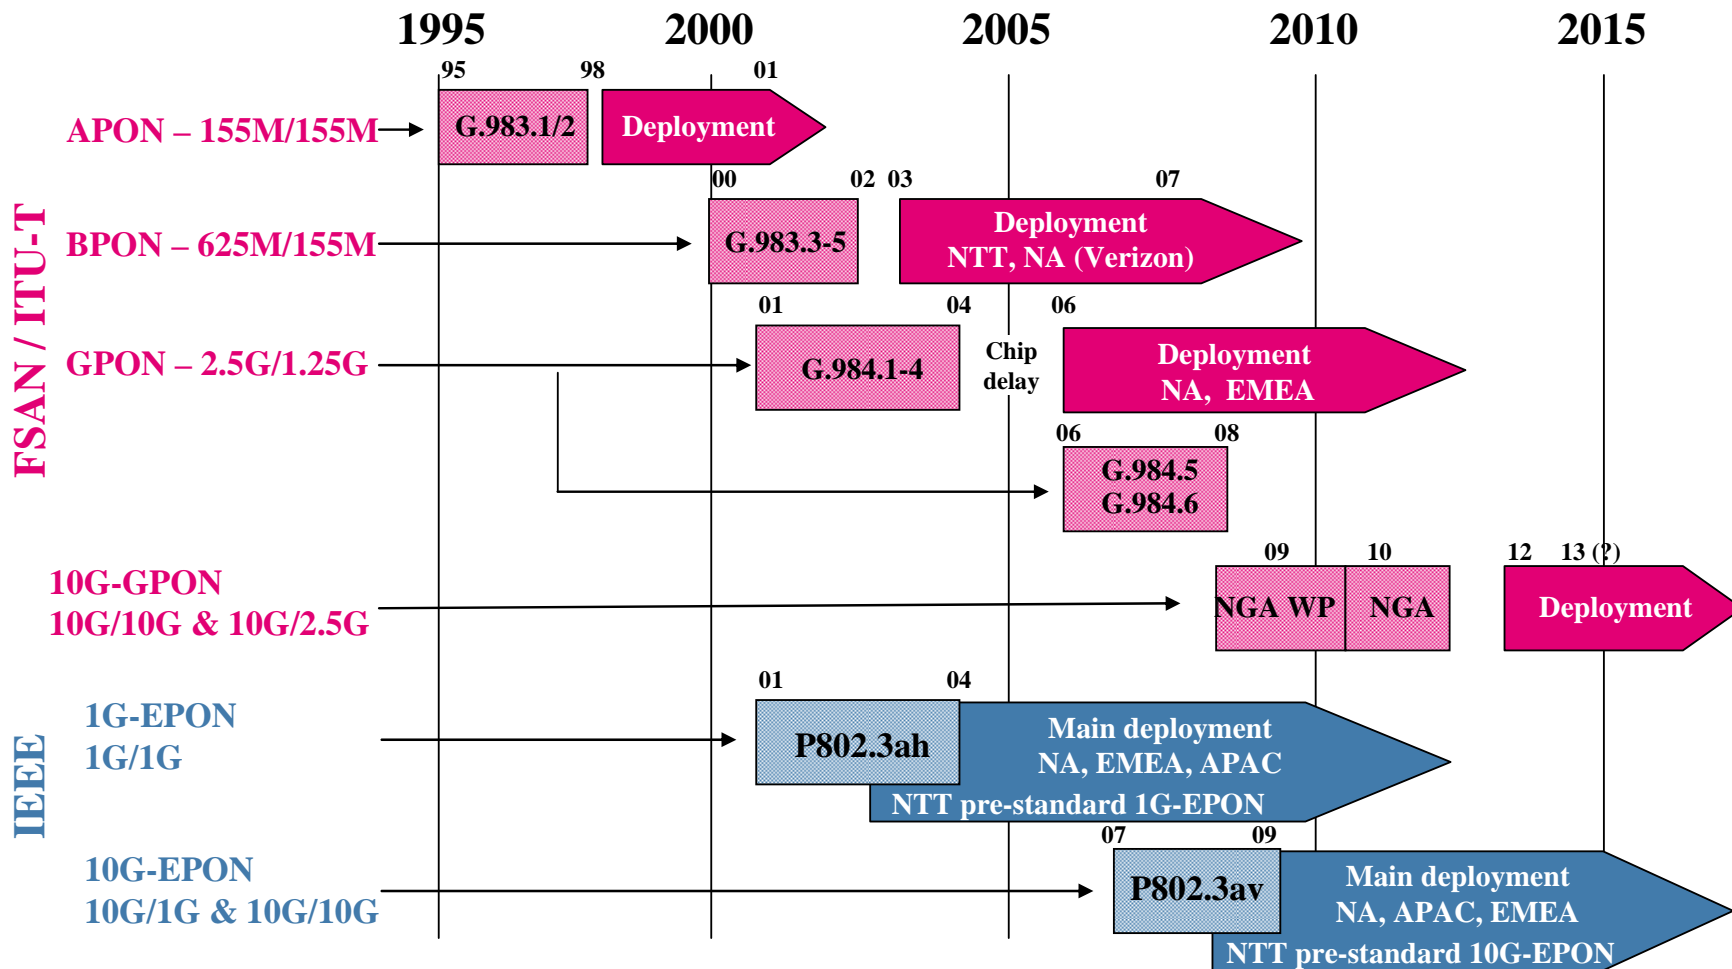 1995 2000 2005 2010 2015
95 98 01
APON – 155M/155M
G.983.1/2
Deployment
00 02 03 07
BPON – 625M/155M
G.983.3-5
Deployment
NTT, NA (Verizon)
01 04 06
GPON – 2.5G/1.25G
G.984.1-4
Chip
delay
Deployment
NA, EMEA
06 08
G.984.5
G.984.6
FSAN / ITU-T
09 10 12 13 (?)
10G-GPON
10G/10G & 10G/2.5G
NGA WP
NGA
Deployment
01 04
1G-EPON
1G/1G
P802.3ah
Main deployment
NA, EMEA, APAC
NTT pre-standard 1G-EPON
IEEE
07 09
10G-EPON
10G/1G & 10G/10G
P802.3av
Main deployment
NA, APAC, EMEA
NTT pre-standard 10G-EPON